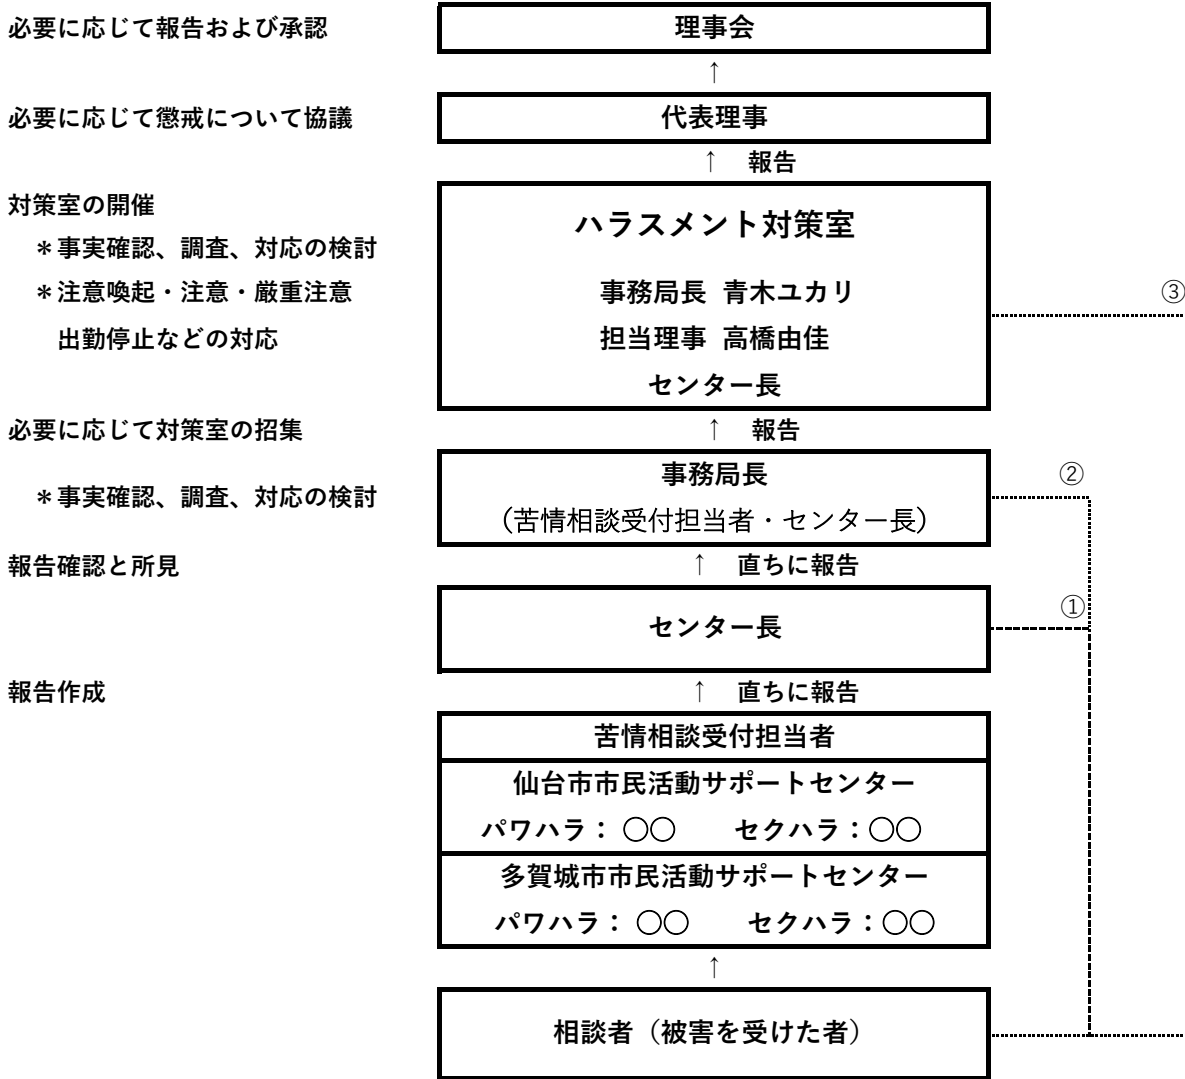 必要に応じて報告および承認
理事会
↑
必要に応じて懲戒について協議
代表理事
↑ 報告
対策室の開催
ハラスメント対策室
＊事実確認、調査、対応の検討
＊注意喚起・注意・厳重注意
事務局長 青木ユカリ
③
出勤停止などの対応
担当理事 高橋由佳
センター長
必要に応じて対策室の招集
↑ 報告
事務局長
②
＊事実確認、調査、対応の検討
（苦情相談受付担当者・センター長）
報告確認と所見
↑ 直ちに報告
①
センター長
報告作成
↑ 直ちに報告
苦情相談受付担当者
仙台市市民活動サポートセンター
パワハラ： ○○ セクハラ：○○
多賀城市市民活動サポートセンター
パワハラ： ○○ セクハラ：○○
↑
相談者（被害を受けた者）